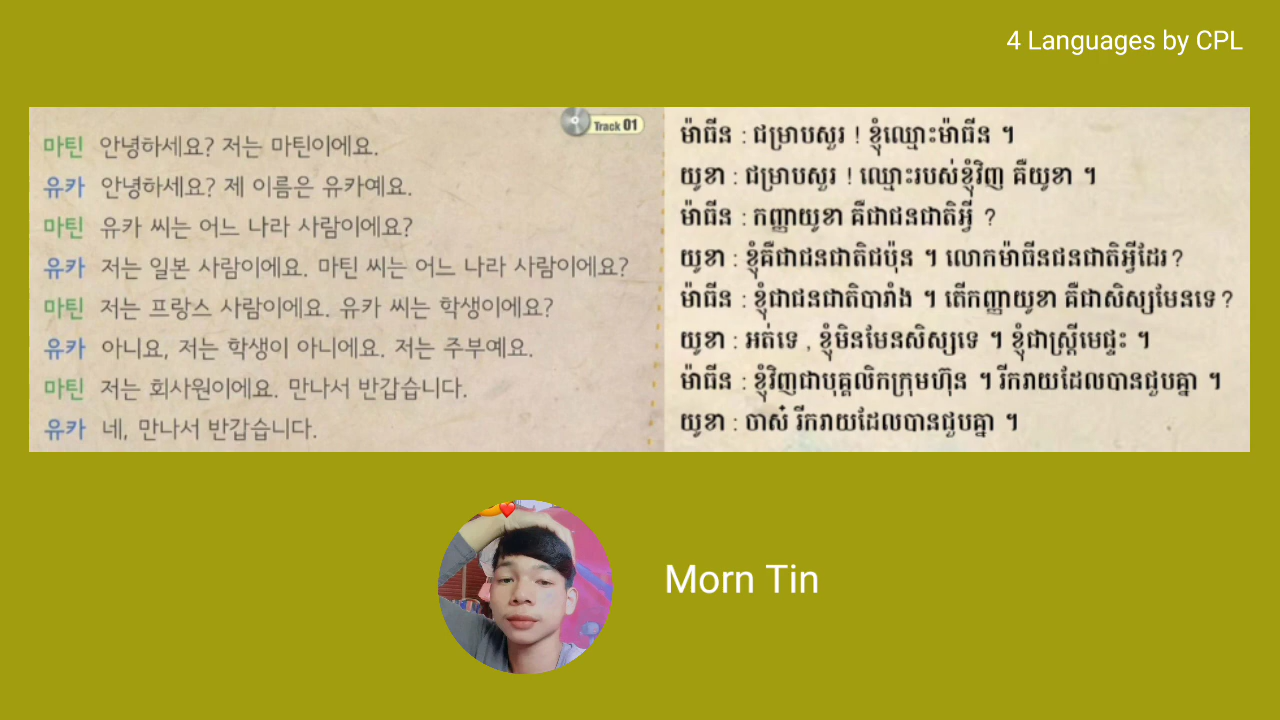 4 Languages by CPL
Track 01
마틴 안녕하세요? 저는 마틴이에요.
유카 안녕하세요? 제 이름은 유카예요.
마틴 유카 씨는 어느 나라 사람이에요?
유카 저는 일본 사람이에요. 마틴 씨는 어느 나라 사람이에요?
마틴 저는 프랑스 사람이에요. 유카 씨는 학생이에요?
유카 아니요, 저는 학생이 아니에요. 저는 주부예요.
마틴 저는 회사원이에요. 만나서 반갑습니다.
유카 네, 만나서 반갑습니다.
ម៉ាធីន : ជម្រាបសួរ ! ខ្ញុំឈ្មោះម៉ាធីន ។
យូខា : ជម្រាបសួរ ! ឈ្មោះរបស់ខ្ញុំវិញ គឺយូខា ។
ម៉ាធីន : កញ្ញាយូខា គឺជាជនជាតិអ្វី ?
យូខា : ខ្ញុំគឺជាជនជាតិជប៉ុន ។ លោកម៉ាធីនជនជាតិអ្វីដែរ ?
ម៉ាធីន : ខ្ញុំជាជនជាតិបារាំង ។ តើកញ្ញាយូខា គឺជាសិស្សមែនទេ ?
យូខា : អត់ទេ , ខ្ញុំមិនមែនសិស្សទេ ។ ខ្ញុំជាស្ត្រីមេផ្ទះ ។
ម៉ាធីន : ខ្ញុំវិញជាបុគ្គលិកក្រុមហ៊ុន ។ រីករាយដែលបានជួបគ្នា ។
យូខា : ចាស៎ រីករាយដែលបានជួបគ្នា ។
Morn Tin